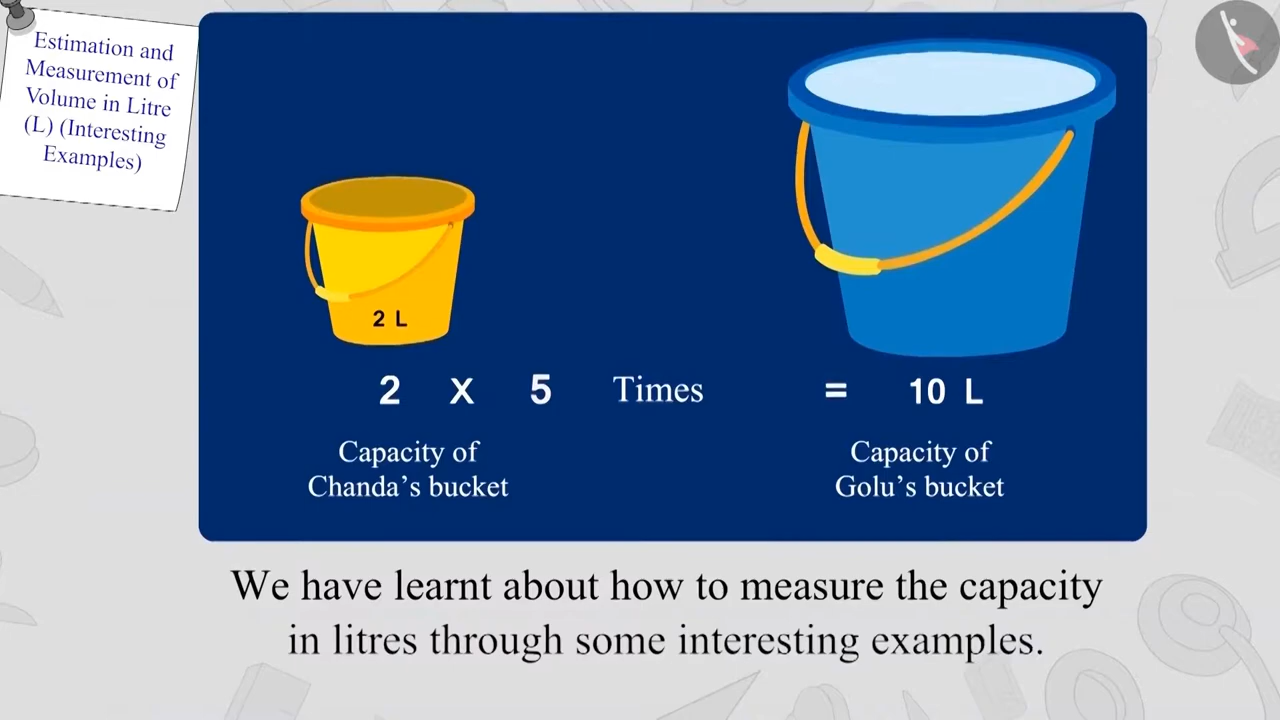 Estimation and
Measurement of
Volume in Litre
(L) (Interesting
Examples)
2 L
2 X 5 Times = 10 L
Capacity of
Chanda’s bucket
Capacity of
Golu’s bucket
We have learnt about how to measure the capacity
in litres through some interesting examples.